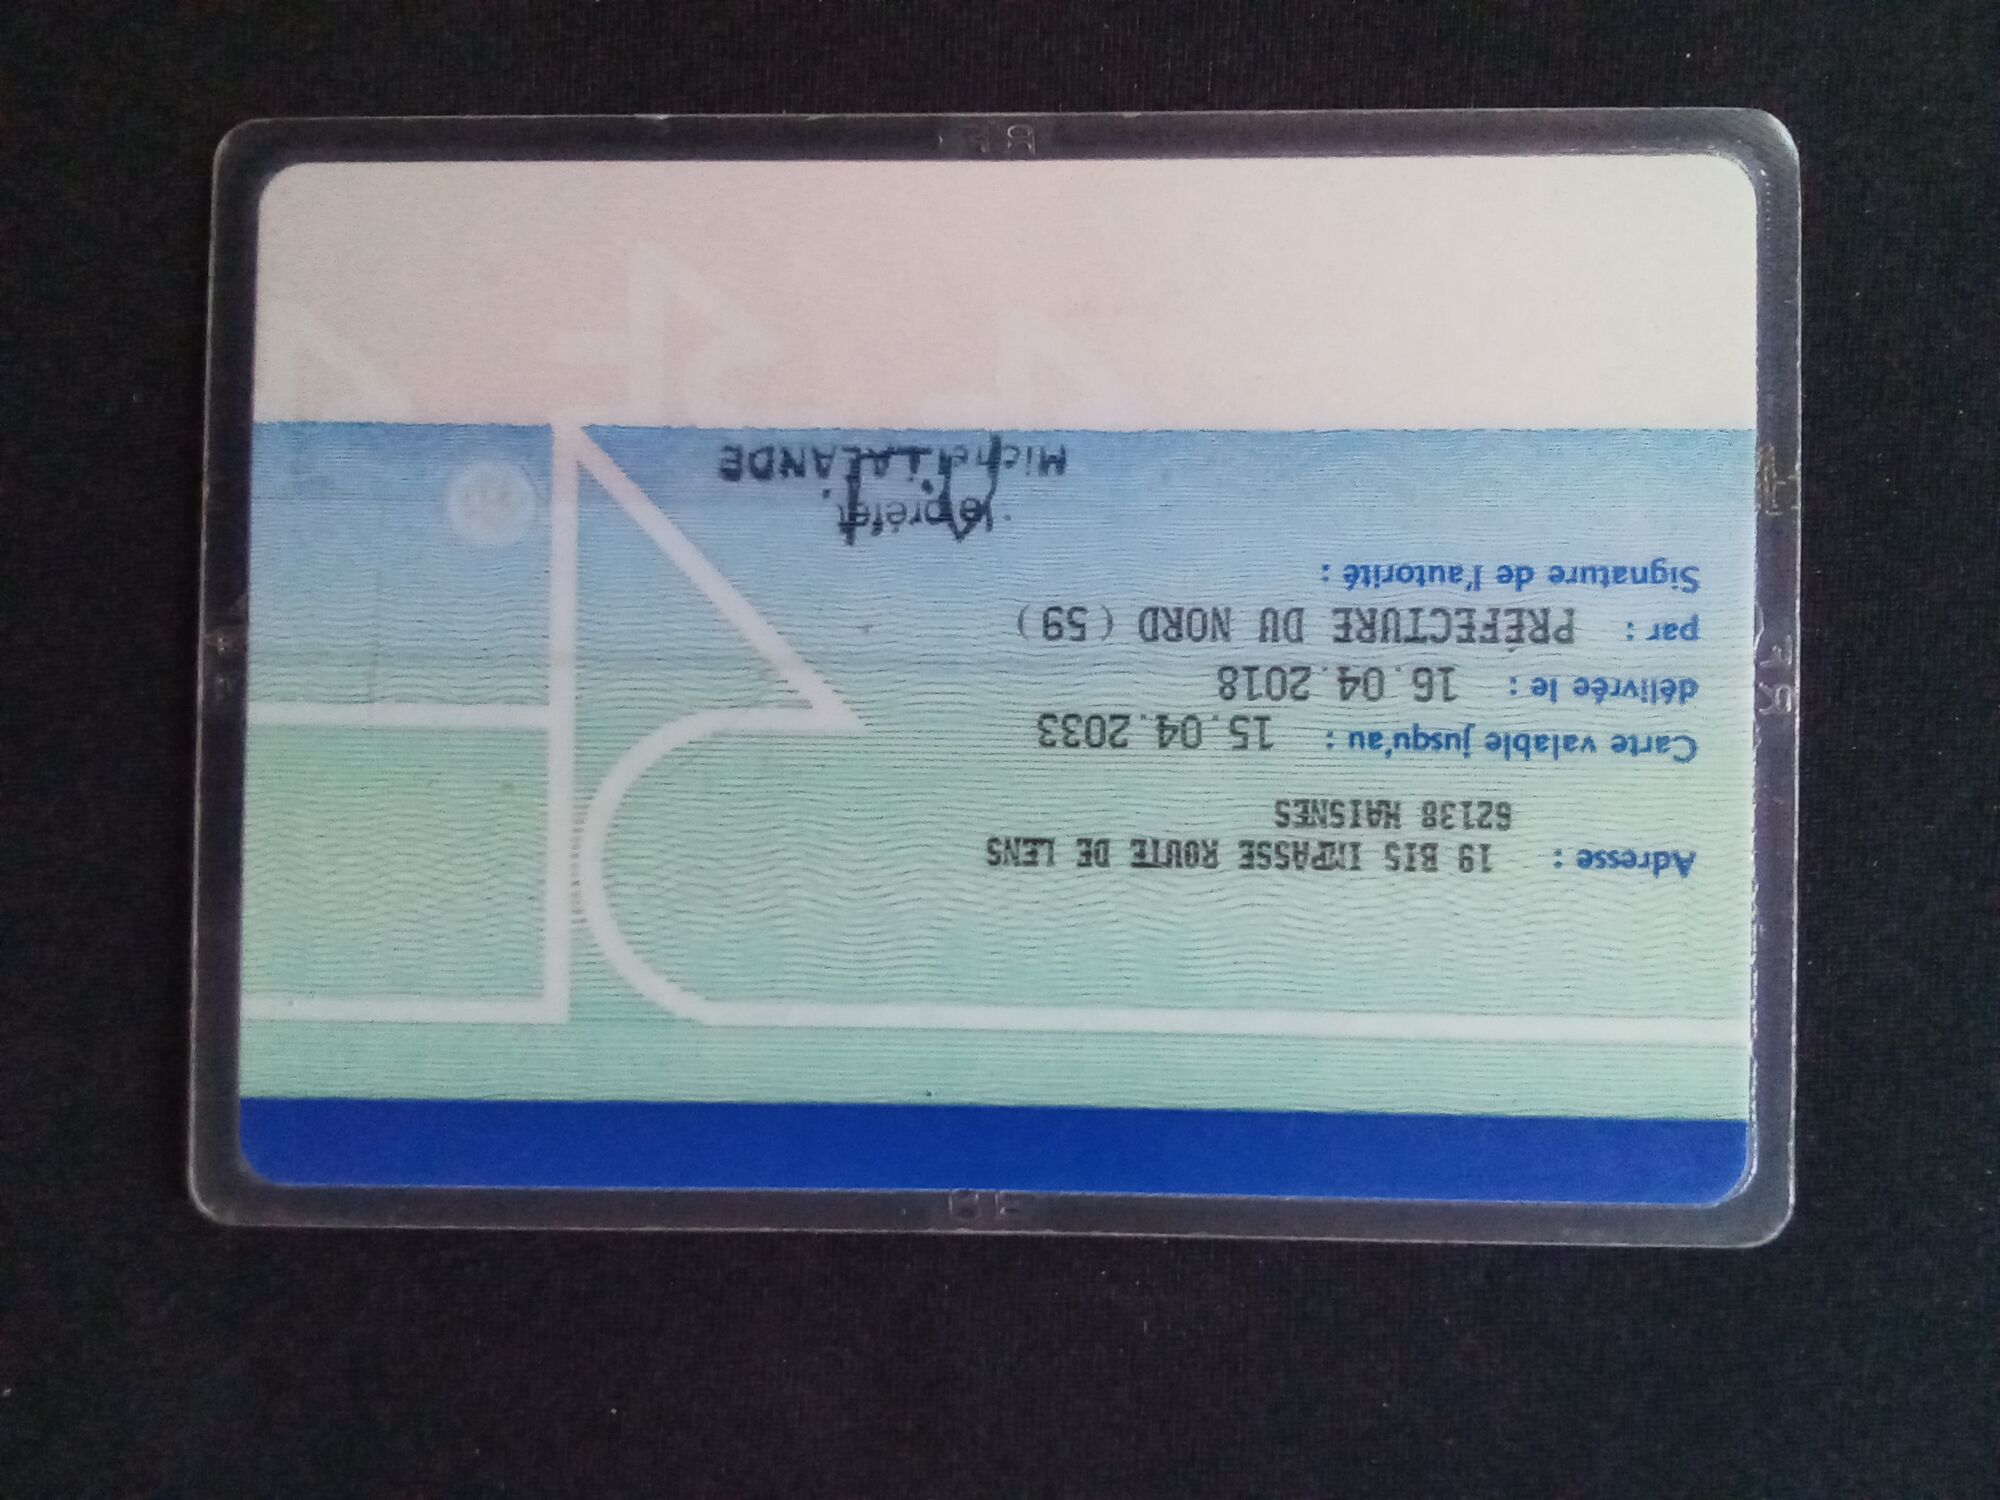 Adresse : 19 BIS IMPASSE ROUTE DE LENS
62138 HAISNES
Carte valable jusqu'au : 15.04.2033
délivrée le : 16.04.2018
par : PRÉFECTURE DU NORD (59)
Signature de l'autorité :
le préfet,
Michel LALANDE